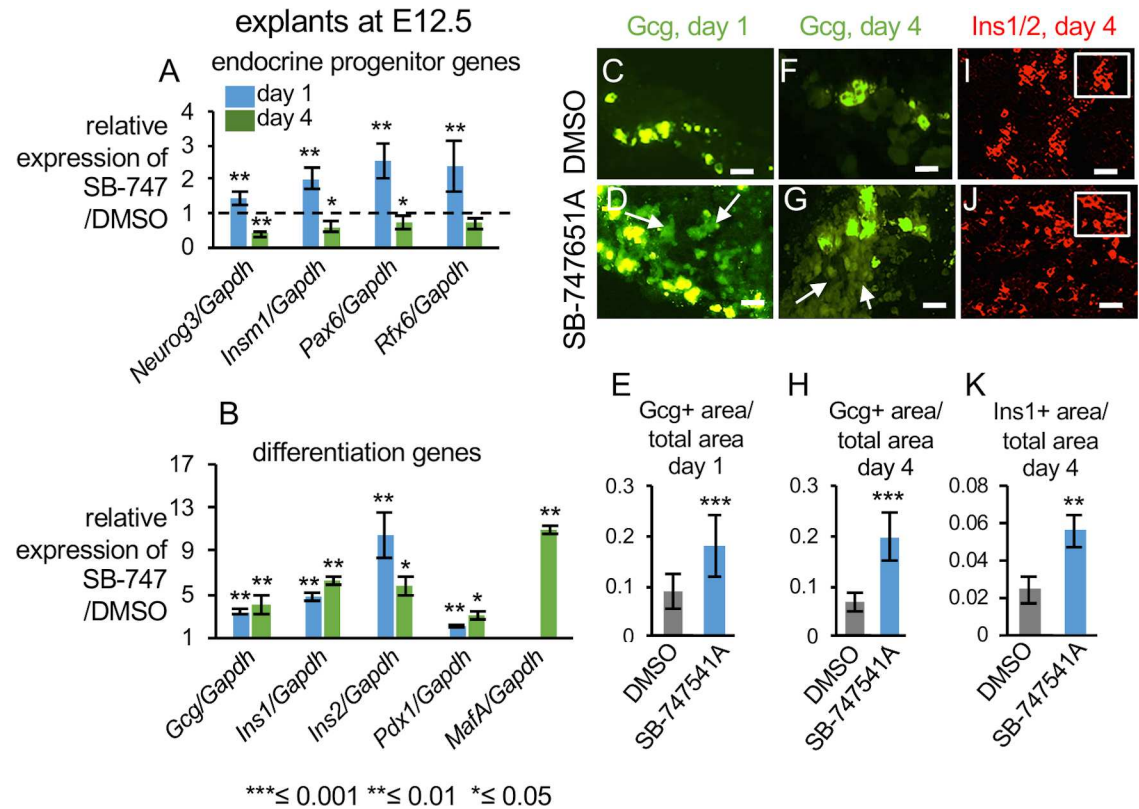 explants at E12.5
A
endocrine progenitor genes
day 1
day 4
relative
expression of
SB-747
/DMSO
4
3
2
1
0
**
**
**
*
**
*
**
Neurog3/Gapdh
Insm1/Gapdh
Pax6/Gapdh
Rfx6/Gapdh
B
differentiation genes
relative
expression of
SB-747
/DMSO
17
13
9
5
1
**
**
**
**
**
*
**
*
**
Gcg/Gapdh
Ins1/Gapdh
Ins2/Gapdh
Pdx1/Gapdh
MafA/Gapdh
***≤ 0.001 **≤ 0.01 *≤ 0.05
Gcg, day 1
Gcg, day 4
Ins1/2, day 4
DMSO
C
F
I
SB-747651A
D
G
J
E
Gcg+ area/
total area
day 1
0.3
0.2
0.1
0
***
DMSO
SB-747541A
H
Gcg+ area/
total area
day 4
0.3
0.2
0.1
0
***
DMSO
SB-747541A
K
Ins1+ area/
total area
day 4
0.08
0.06
0.04
0.02
0
**
DMSO
SB-747541A